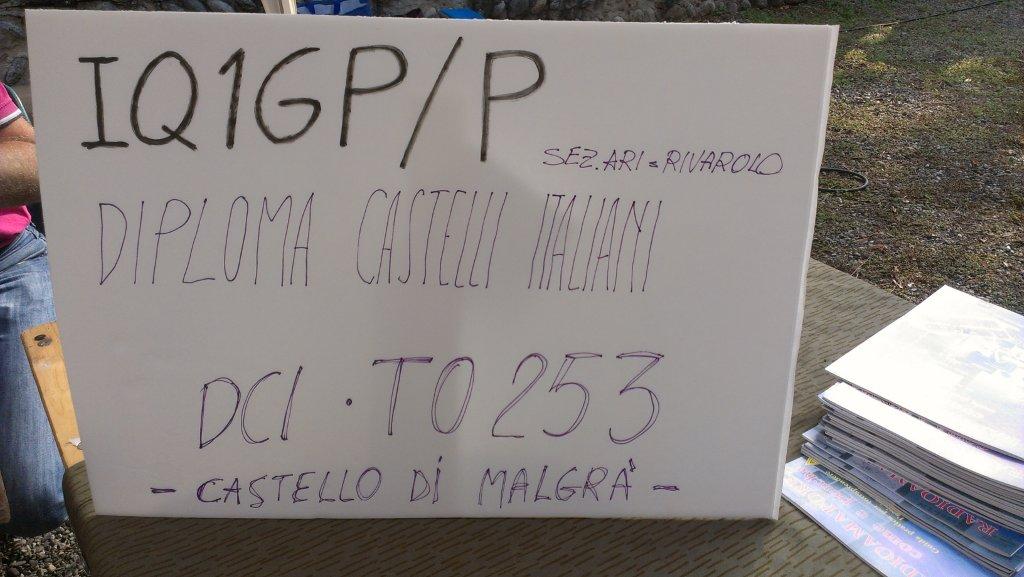 IQ1GP/P
SEZ. ARI = RIVAROLO
DIPLOMA CASTELLI ITALIANI
DCI · TO 253
- CASTELLO DI MALGRÀ -